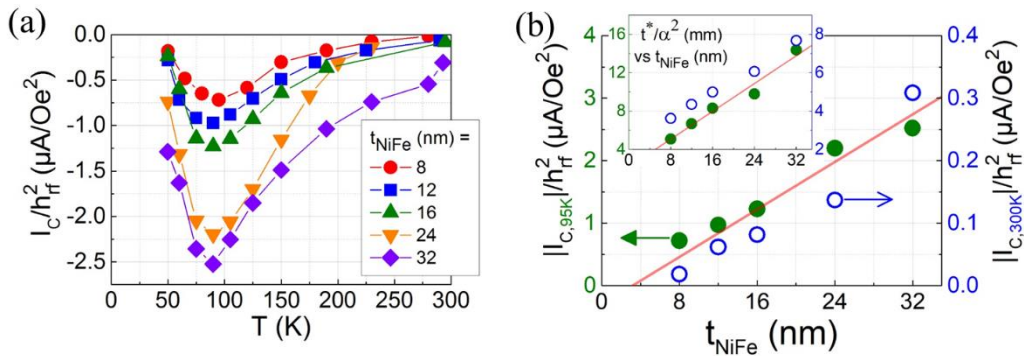 (a)
I_C/h_rf^2 (μA/Oe^2)
0.0
-0.5
-1.0
-1.5
-2.0
-2.5
0 50 100 150 200 250 300
T (K)
t_NiFe (nm) =
8
12
16
24
32
(b)
|I_C,95K|/h_rf^2 (μA/Oe^2)
4
3
2
1
0
t*/α^2 (mm)
vs t_NiFe (nm)
16
12
8
4
0 8 16 24 32
8
6
4
2
0 8 16 24 32
t_NiFe (nm)
0.4
0.3
0.2
0.1
0.0
|I_C,300K|/h_rf^2 (μA/Oe^2)